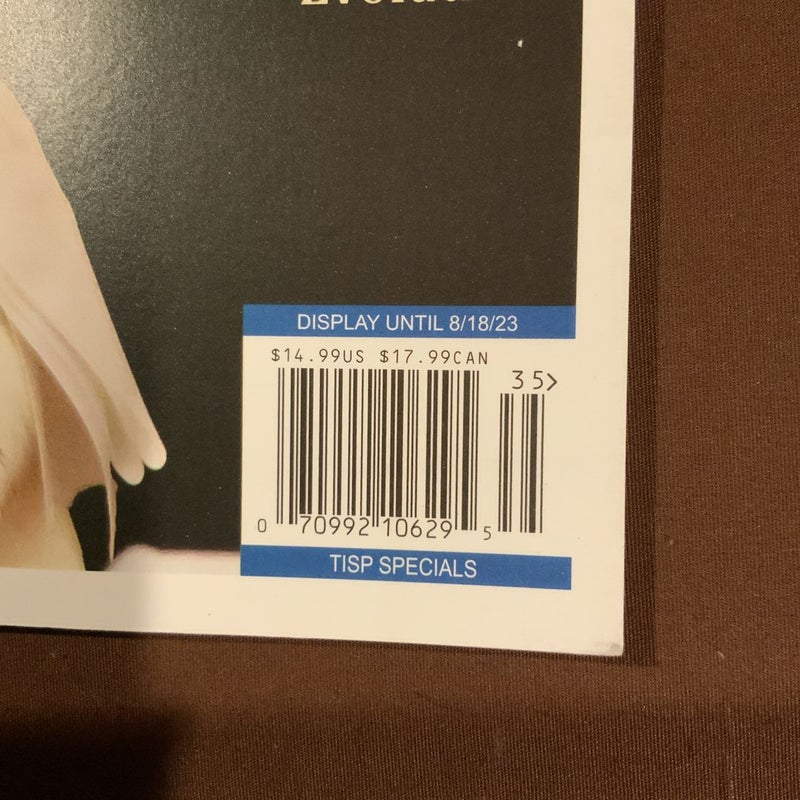 DISPLAY UNTIL 8/18/23
$14.99US $17.99CAN
35>
0 70992 10629 5
TISP SPECIALS